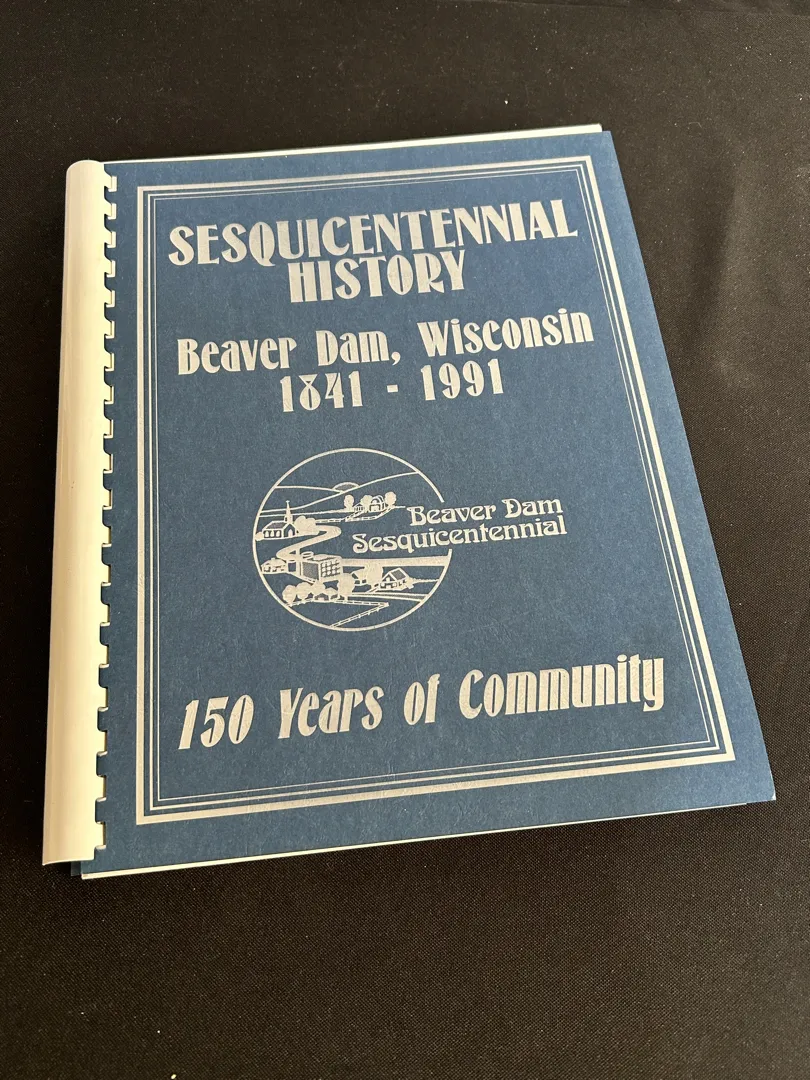 SESQUICENTENNIAL
HISTORY
Beaver Dam, Wisconsin
1841 - 1991
Beaver Dam
Sesquicentennial
150 Years of Community